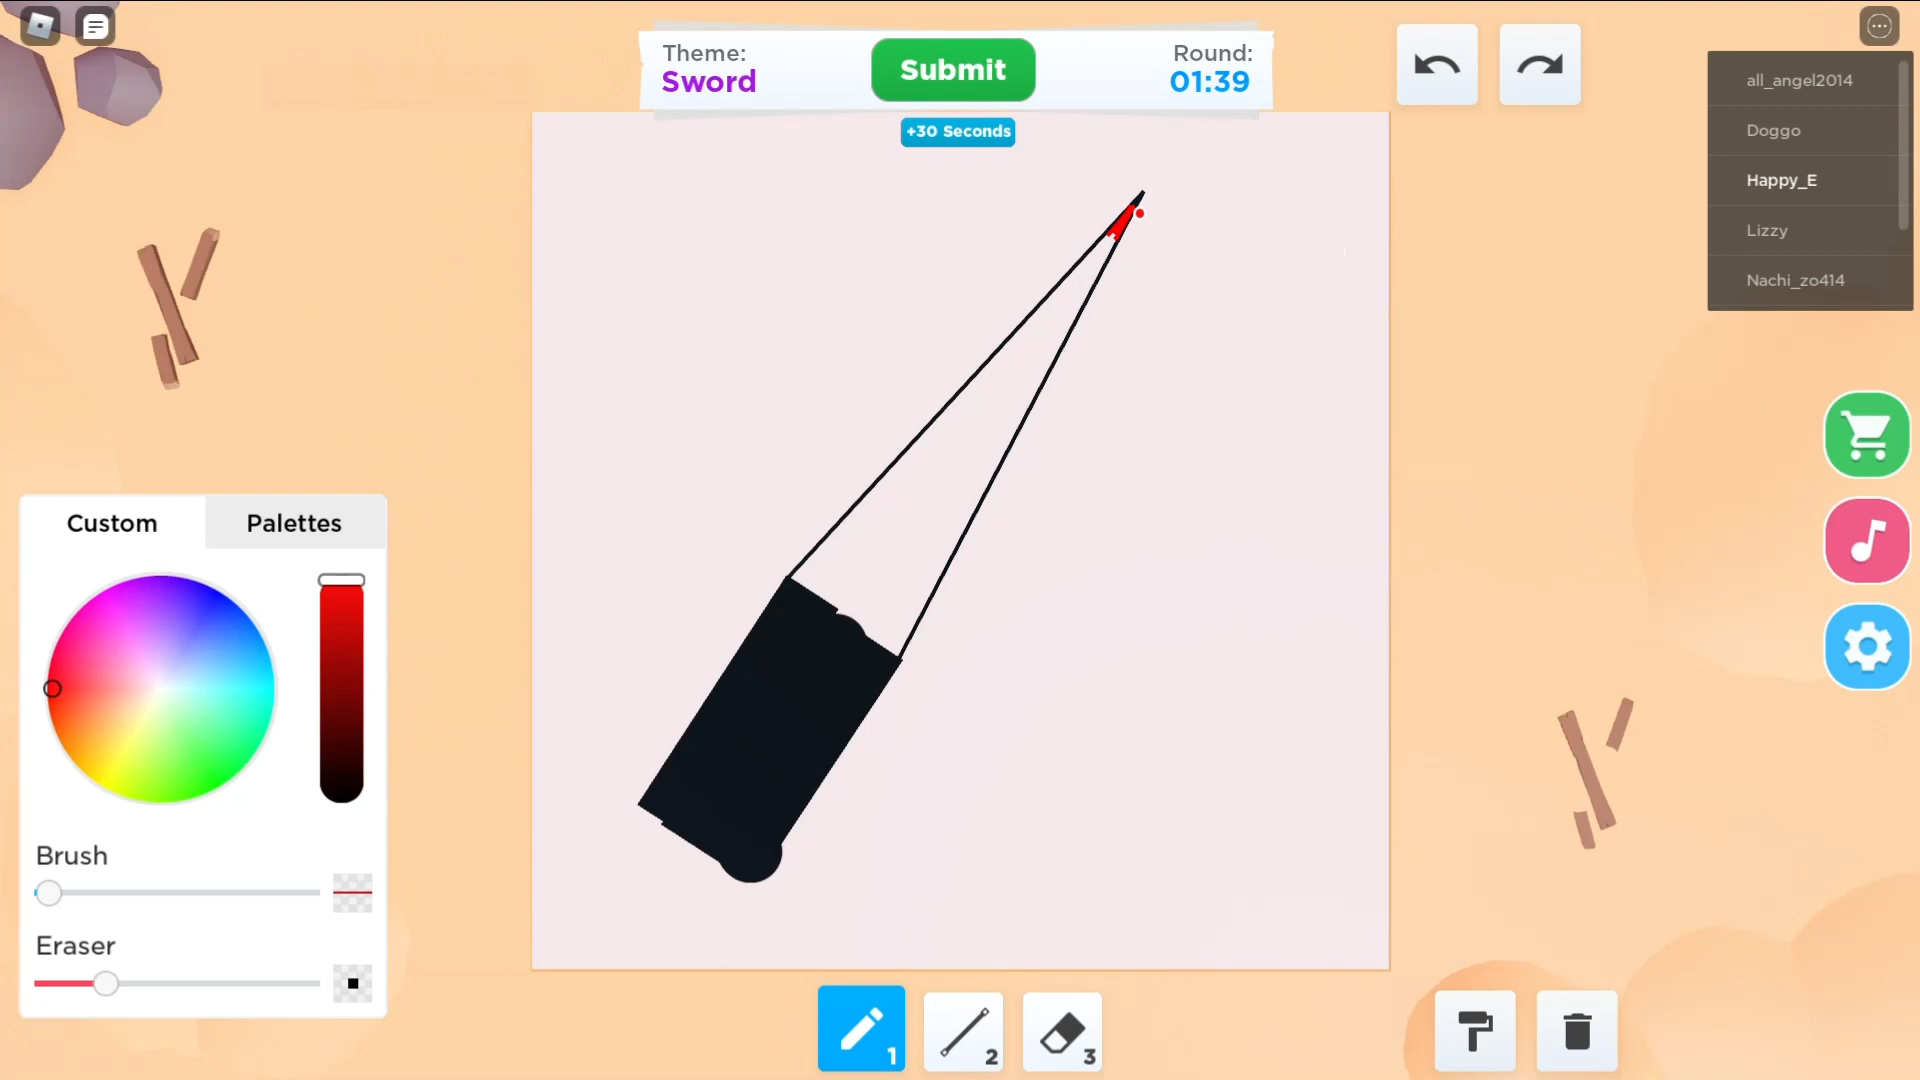 Theme:
Sword
Submit
Round:
01:39
+30 Seconds
all_angel2014
Doggo
Happy_E
Lizzy
Nachi_zo414
Custom
Palettes
Brush
Eraser
1
2
3